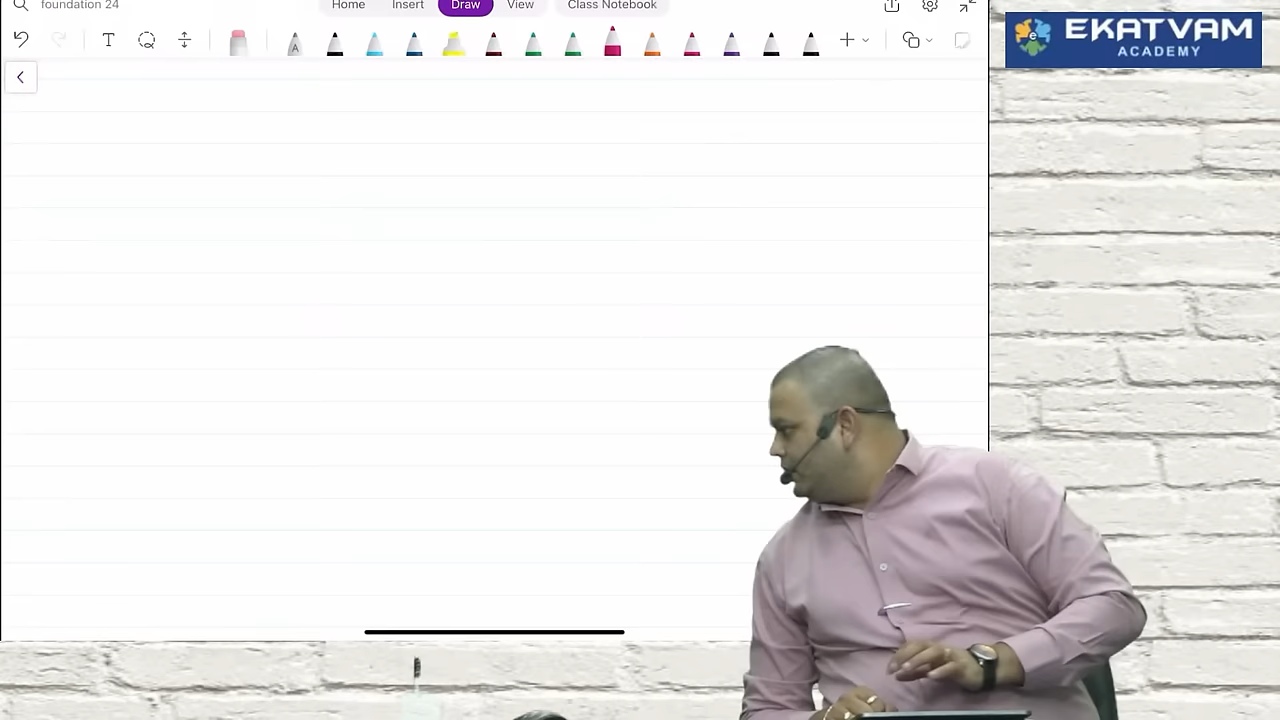 foundation 24
Home Insert Draw View Class Notebook
T
A
e EKATVAM
ACADEMY